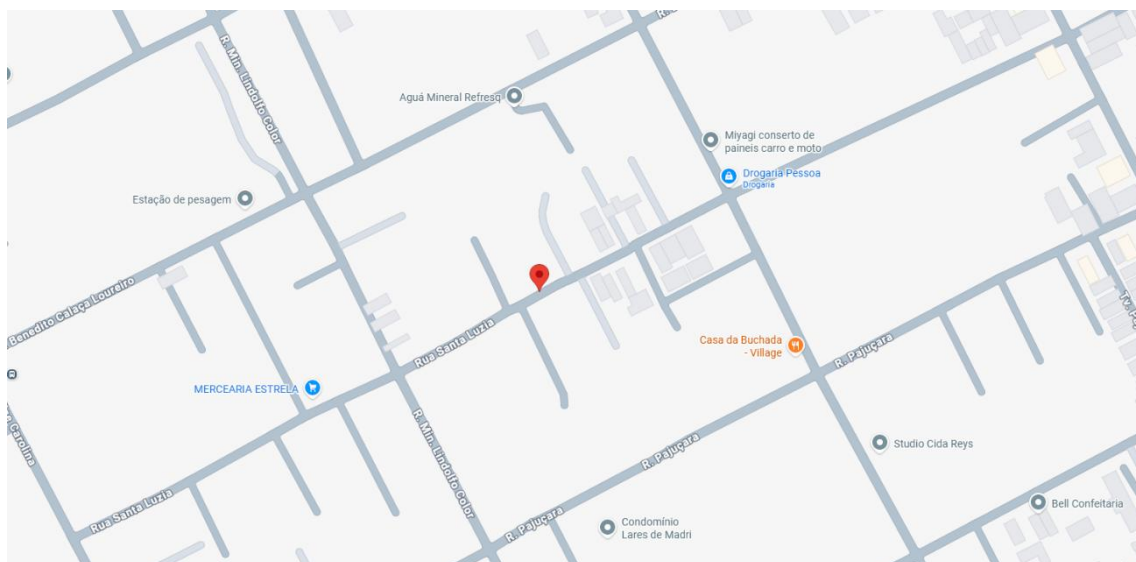 R. Min. Lindolfo Color
Aguá Mineral Refresq
Miyagi conserto de
paineis carro e moto
Drogaria Pessoa
Drogaria
Estação de pesagem
Benedito Calaça Loureiro
Rua Santa Luzia
Casa da Buchada
- Village
R. Pajuçara
MERCEARIA ESTRELA
Carolina
R. Min. Lindolfo Color
R. Pajuçara
Studio Cida Reys
Rua Santa Luzia
R. Pajuçara
Condomínio
Lares de Madri
Bell Confeitaria